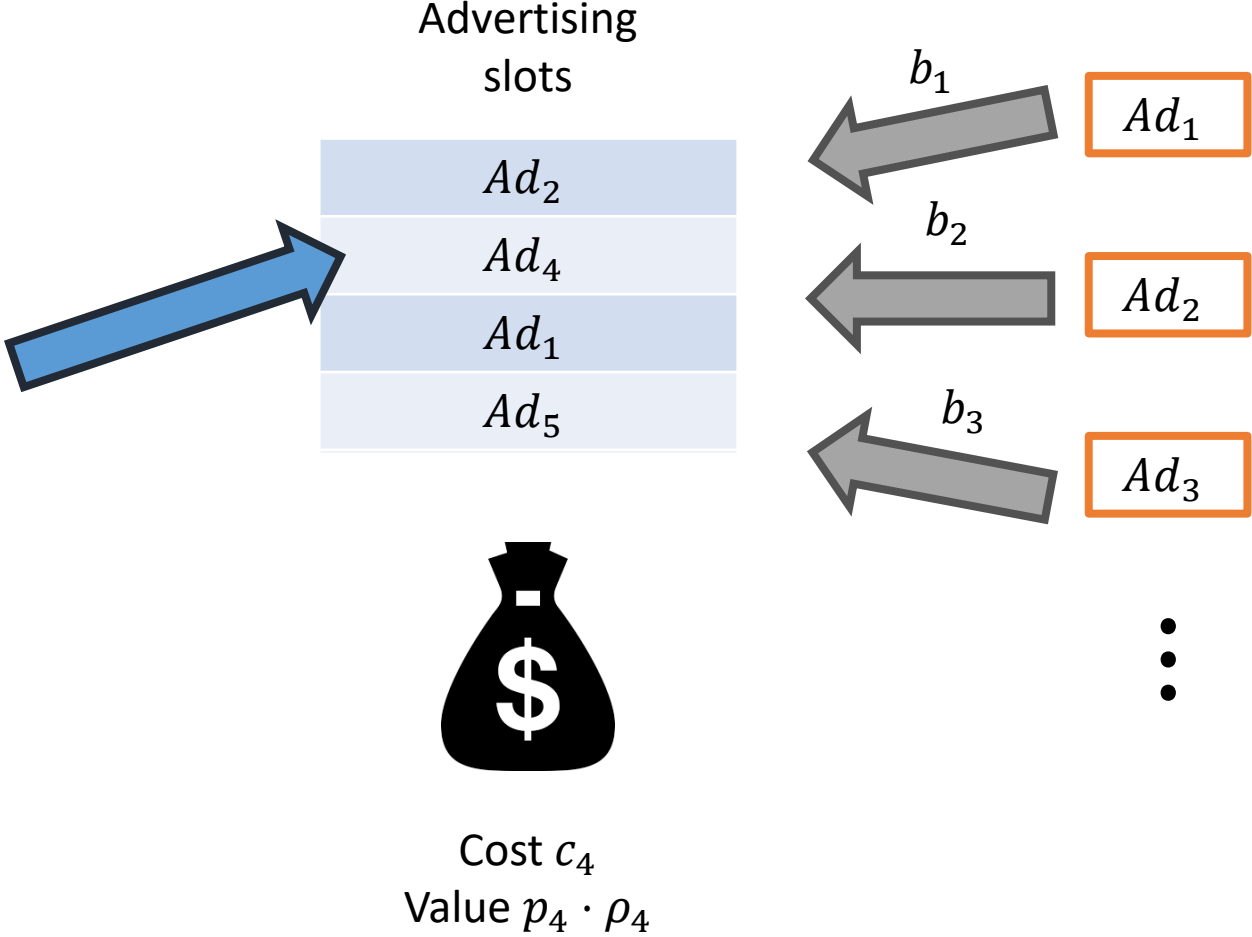 Advertising
slots
Ad₂
Ad₄
Ad₁
Ad₅
b₁
Ad₁
b₂
Ad₂
b₃
Ad₃
$
Cost c₄
Value p₄ · ρ₄